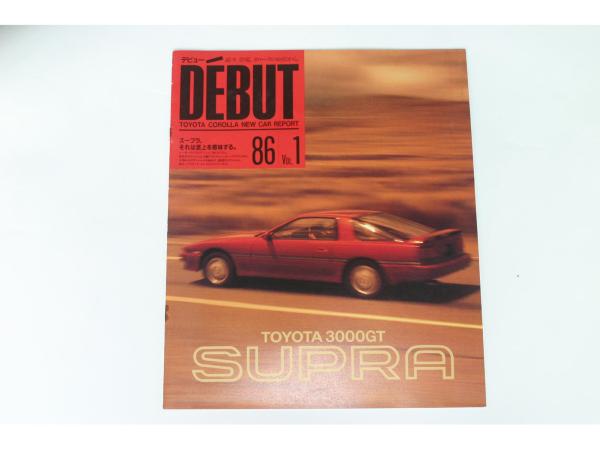 デビュー
DÉBUT
TOYOTA COROLLA NEW CAR REPORT
スープラ。
それは至上を意味する。
86 VOL. 1
TOYOTA 3000GT
SUPRA